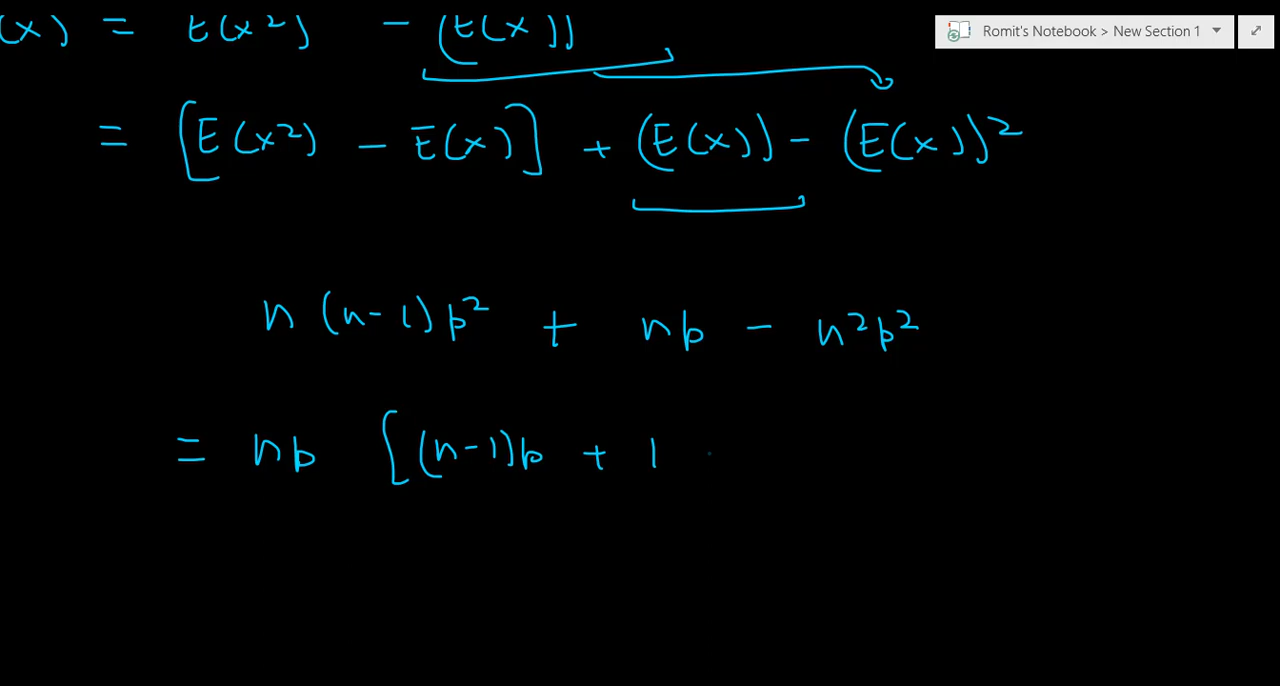 (x) = E(x²) - (E(x))
Romit's Notebook > New Section 1
= [E(x²) - E(x)] + (E(x)) - (E(x))²
n(n-1)p² + np - n²p²
= np [(n-1)p + 1